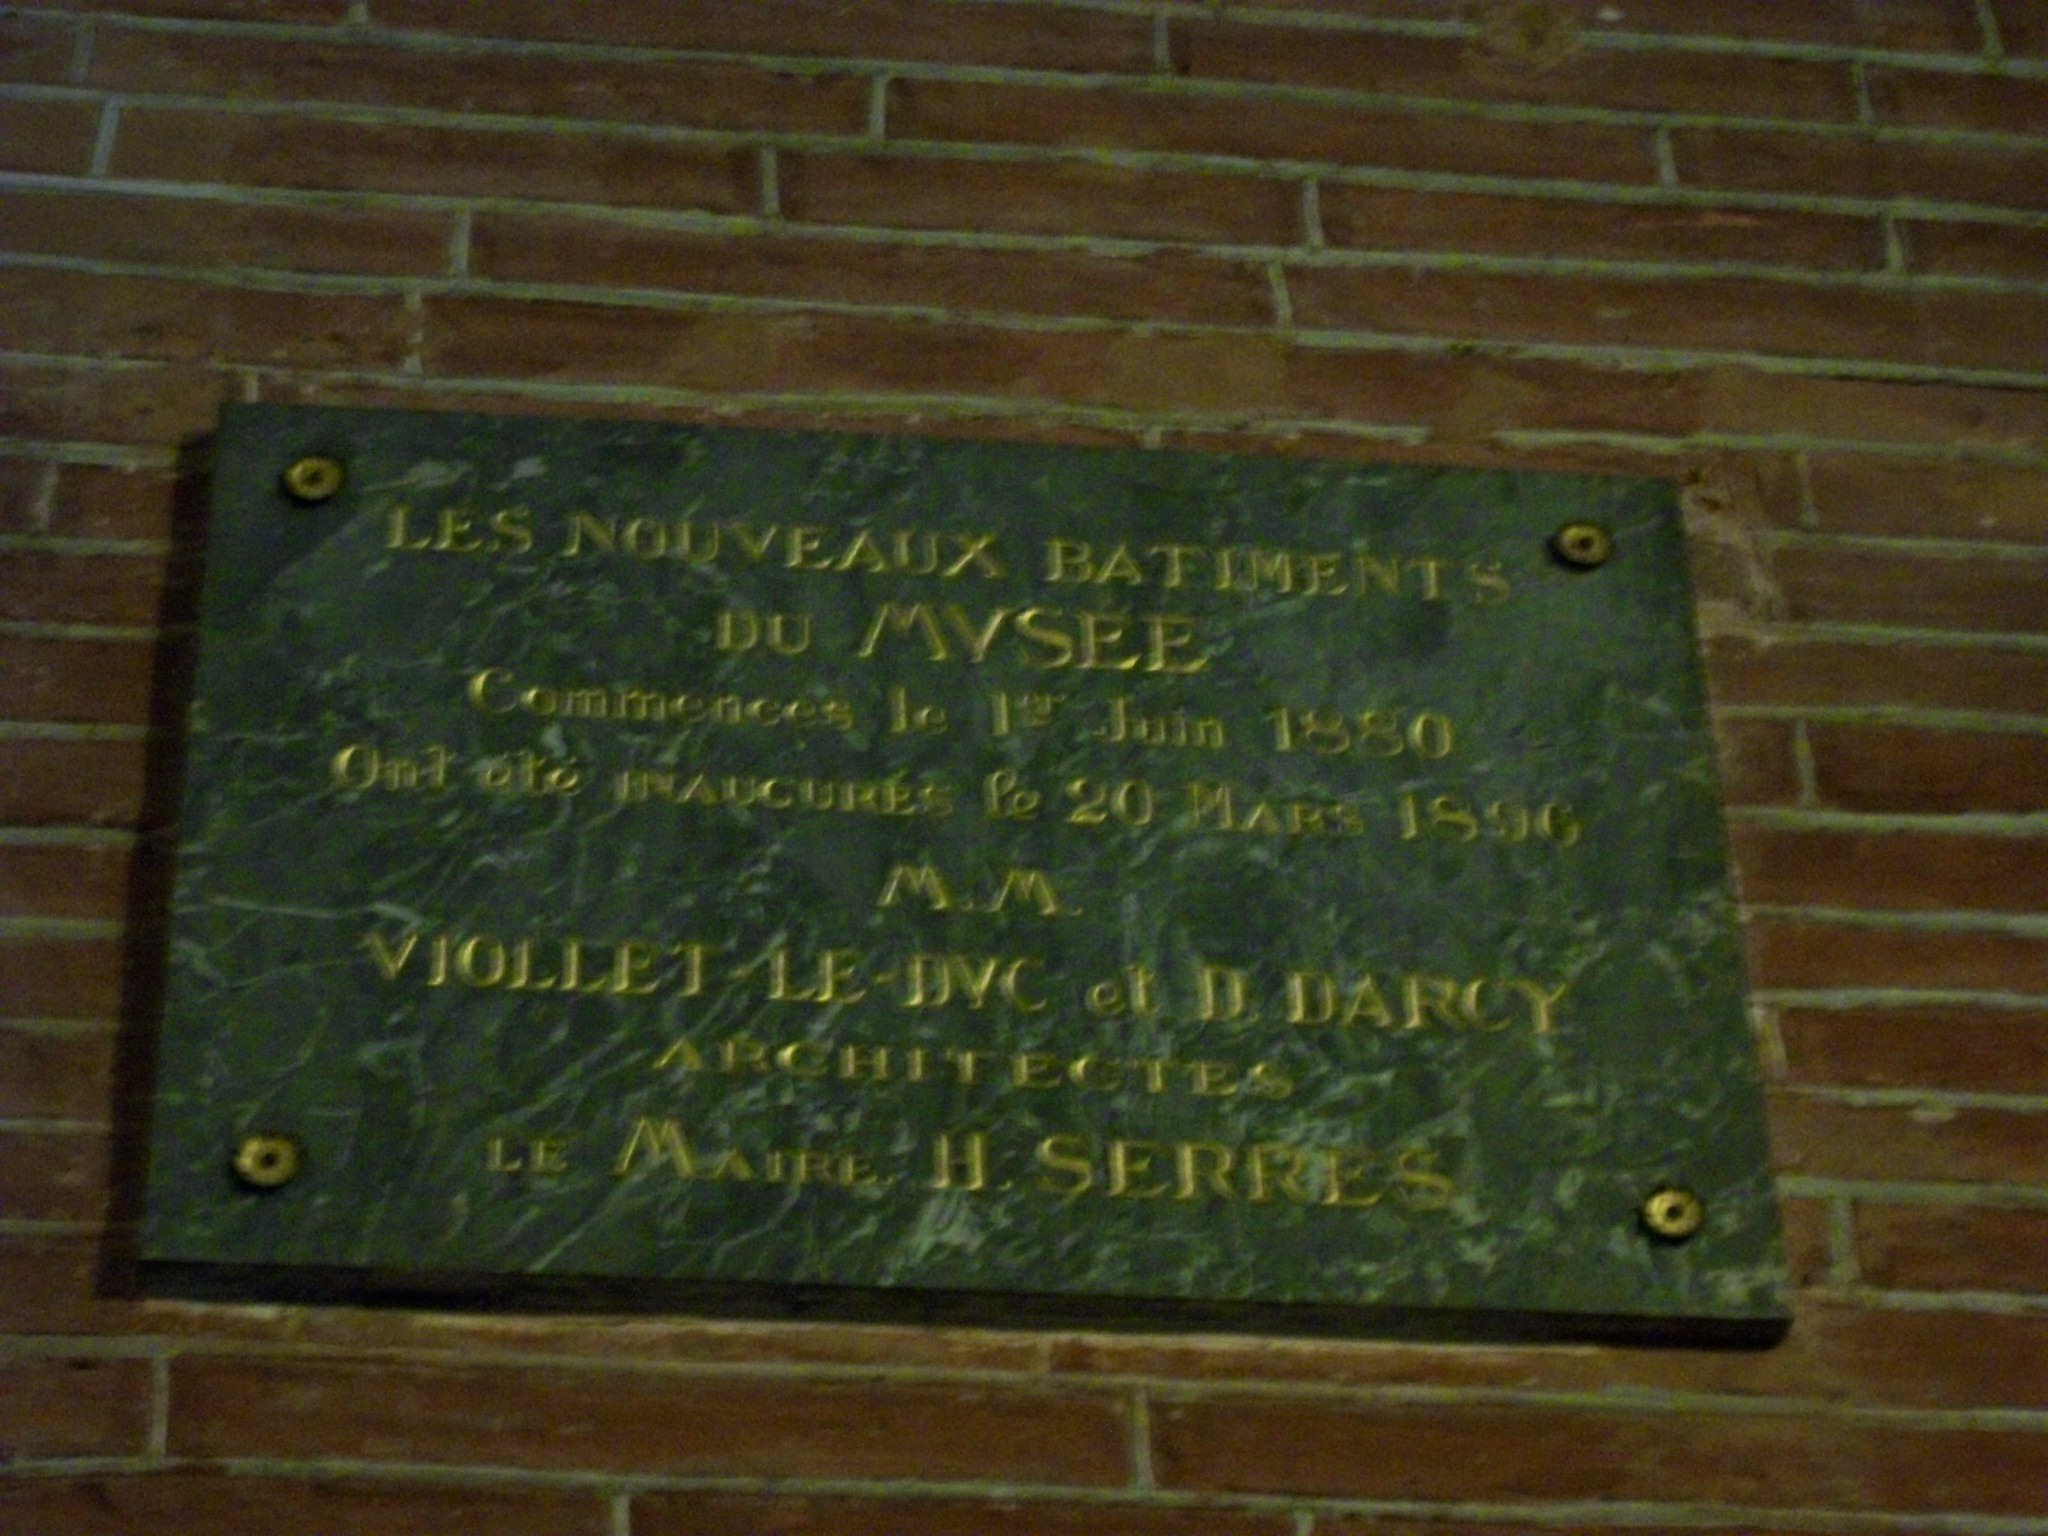 LES NOUVEAUX BATIMENTS
DU MVSÉE
Commencés le 1er Juin 1880
Ont été INAUGURÉS le 20 MARS 1896
M.M.
VIOLLET-LE-DVC et D. DARCY
ARCHITECTES
LE MAIRE H. SERRES